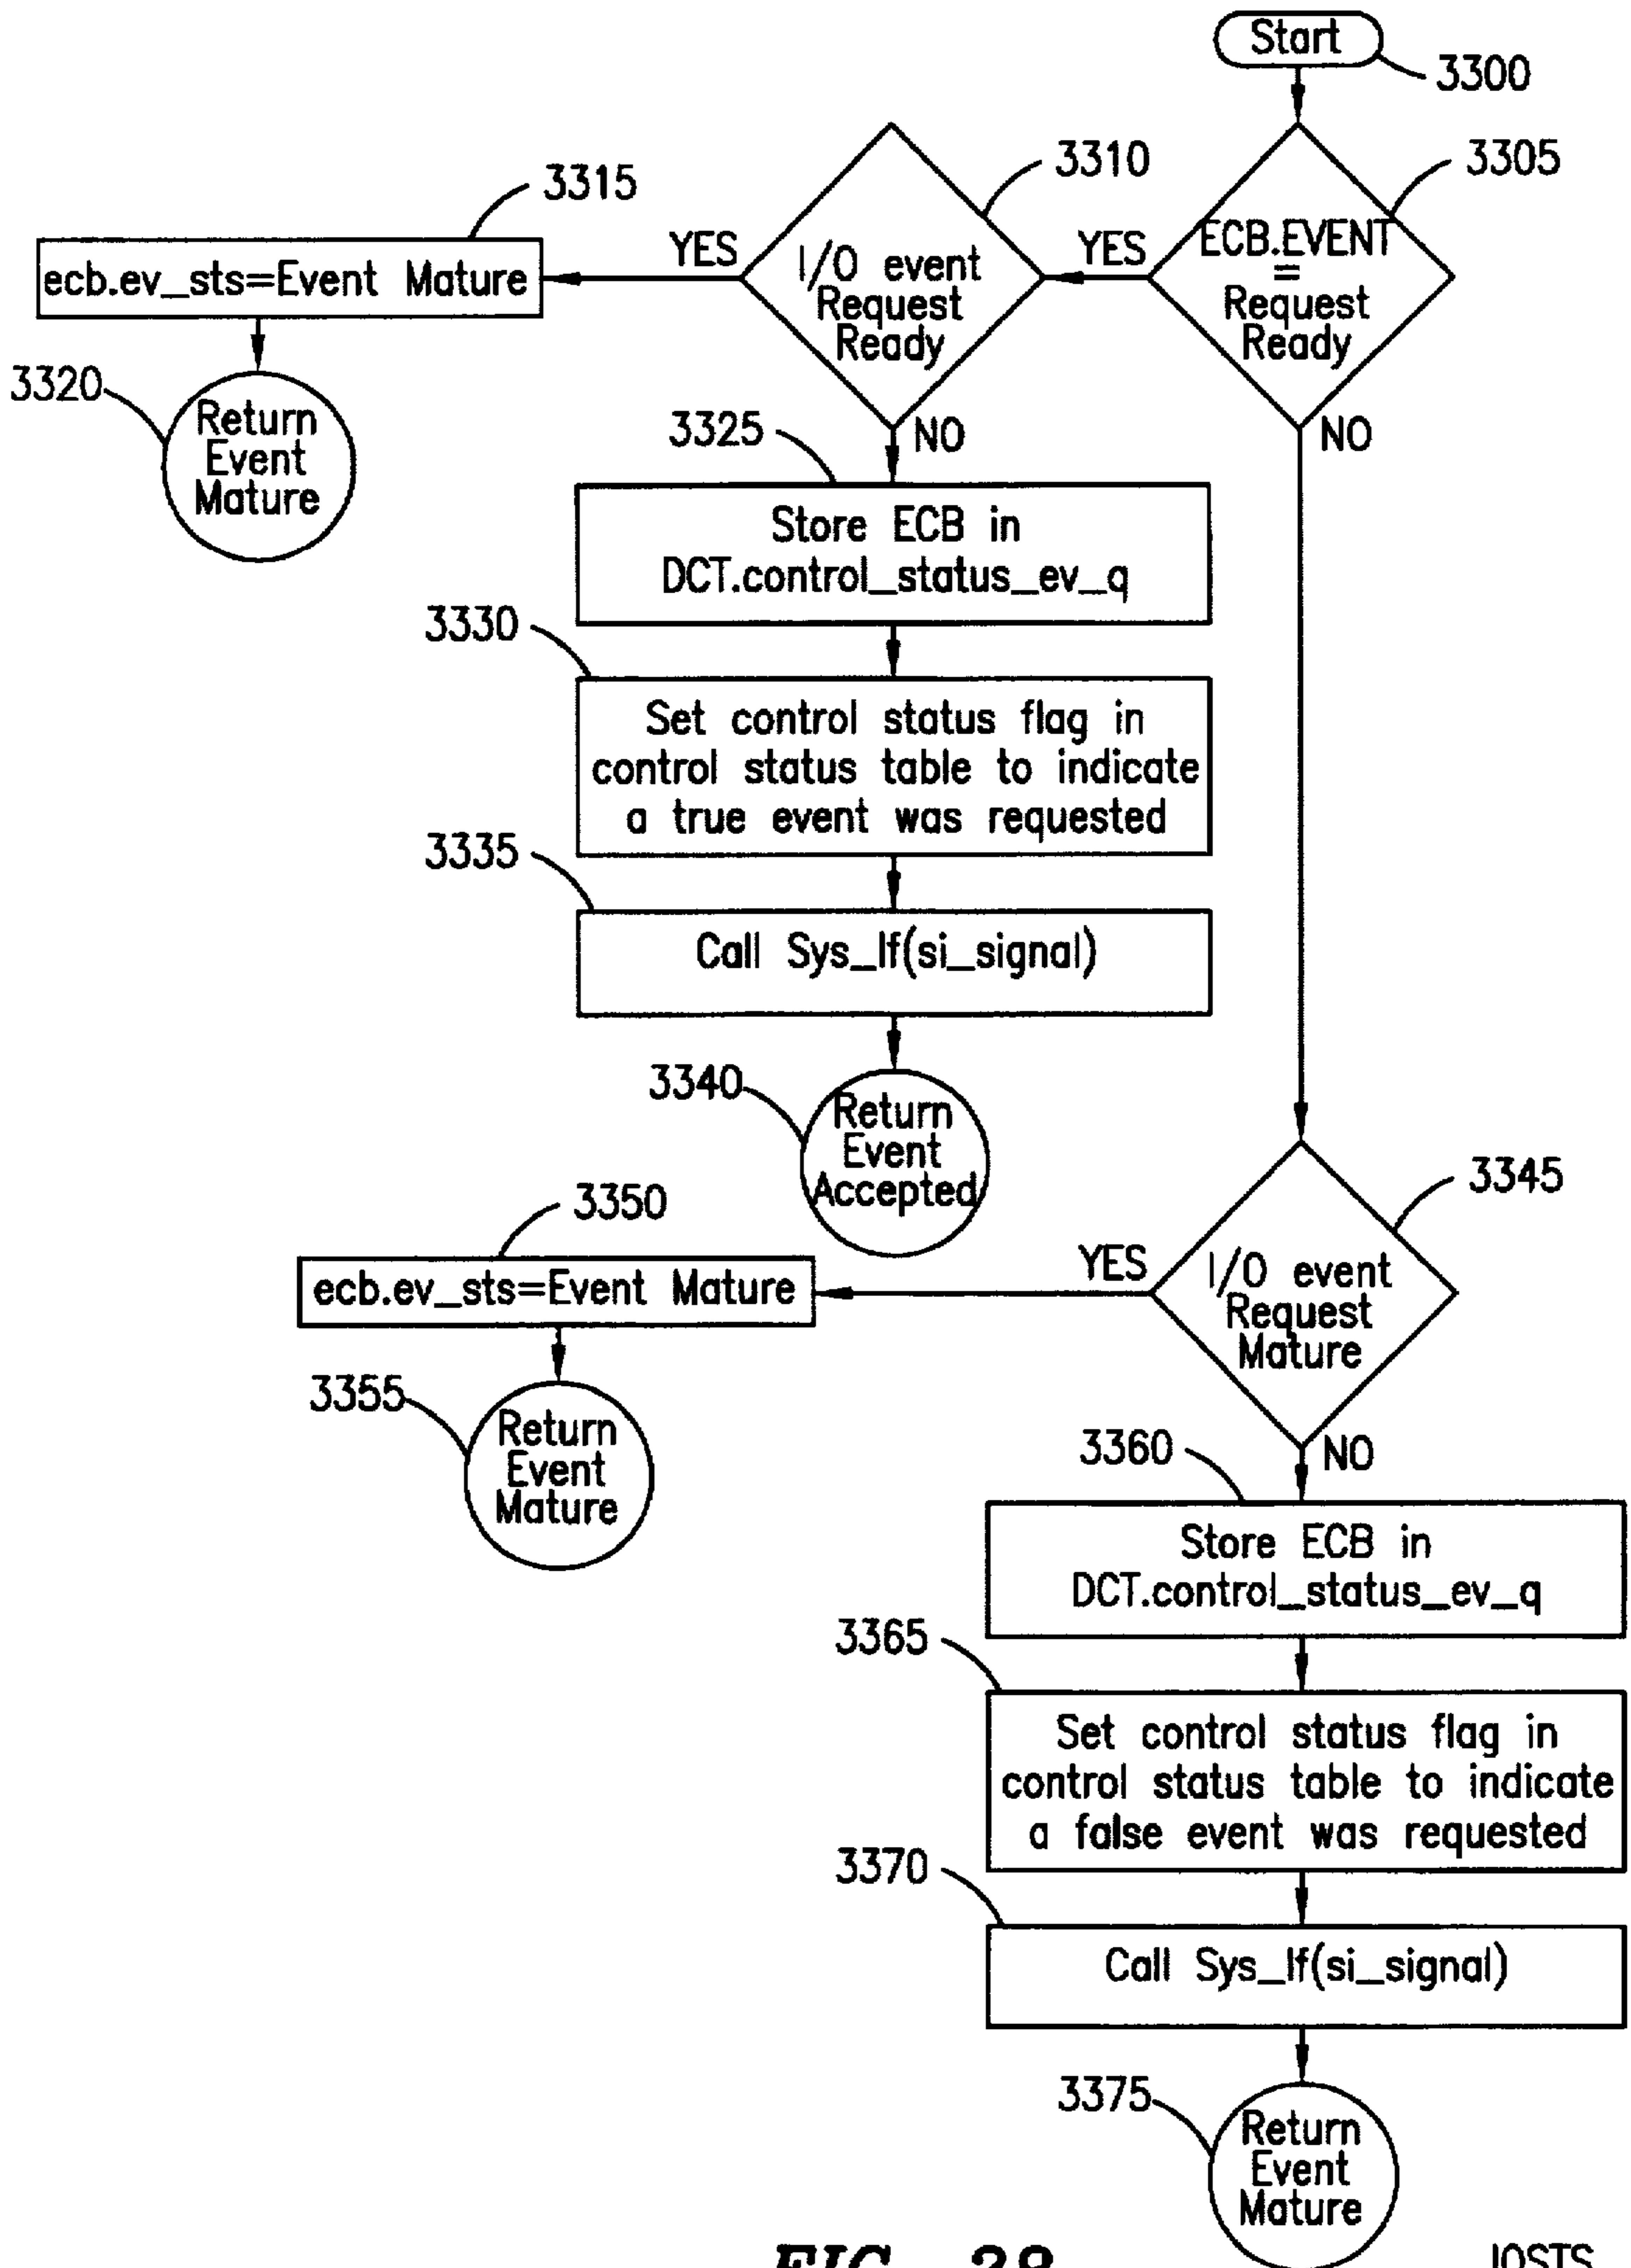 Start
3300
3305
ECB.EVENT
=
Request
Ready
YES
NO
3310
I/O event
Request
Ready
YES
NO
3315
ecb.ev_sts=Event Mature
3320
Return
Event
Mature
3325
Store ECB in
DCT.control_status_ev_q
3330
Set control status flag in
control status table to indicate
a true event was requested
3335
Call Sys_If(si_signal)
3340
Return
Event
Accepted
3345
I/O event
Request
Mature
YES
NO
3350
ecb.ev_sts=Event Mature
3355
Return
Event
Mature
3360
Store ECB in
DCT.control_status_ev_q
3365
Set control status flag in
control status table to indicate
a false event was requested
3370
Call Sys_If(si_signal)
3375
Return
Event
Mature